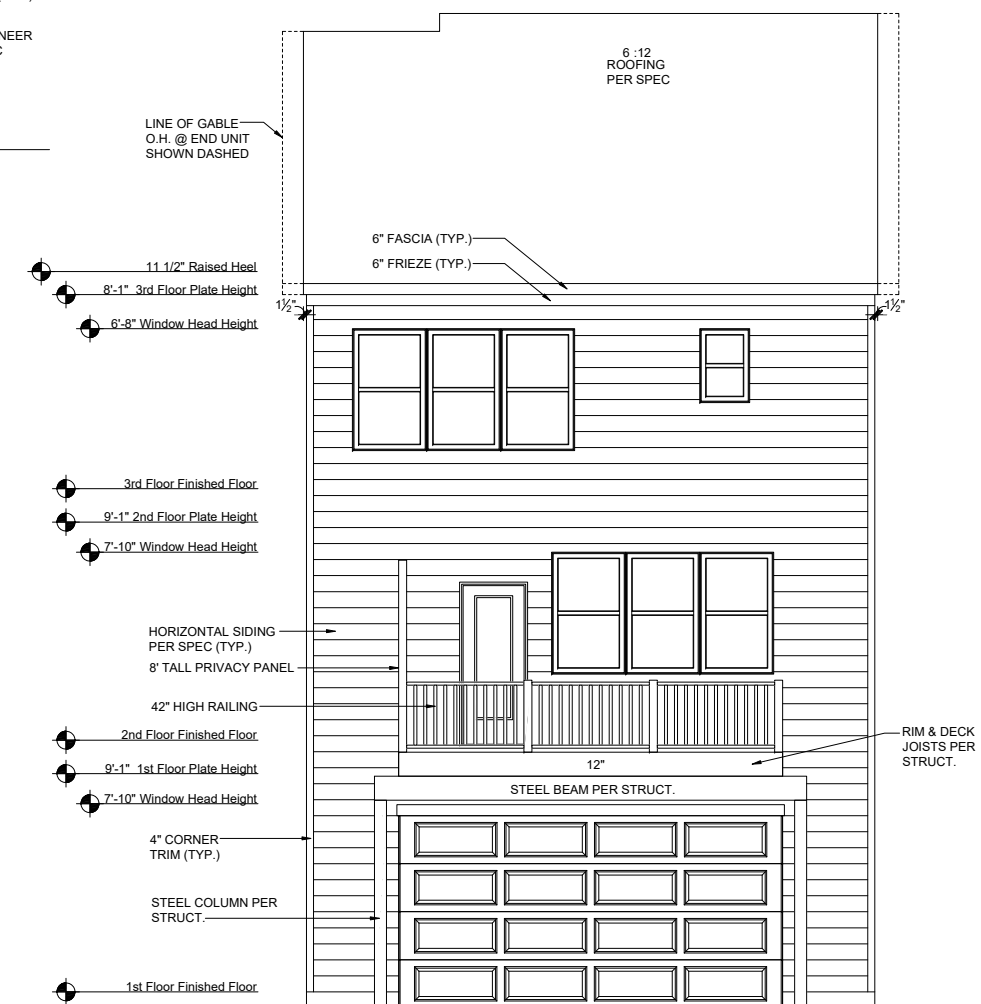 NEER
6 :12
ROOFING
PER SPEC
LINE OF GABLE
O.H. @ END UNIT
SHOWN DASHED
6" FASCIA (TYP.)
6" FRIEZE (TYP.)
11 1/2" Raised Heel
8'-1" 3rd Floor Plate Height
1½"
1½"
6'-8" Window Head Height
3rd Floor Finished Floor
9'-1" 2nd Floor Plate Height
7'-10" Window Head Height
HORIZONTAL SIDING
PER SPEC (TYP.)
8' TALL PRIVACY PANEL
42" HIGH RAILING
2nd Floor Finished Floor
RIM & DECK
JOISTS PER
STRUCT.
12"
9'-1" 1st Floor Plate Height
STEEL BEAM PER STRUCT.
7'-10" Window Head Height
4" CORNER
TRIM (TYP.)
STEEL COLUMN PER
STRUCT.
1st Floor Finished Floor